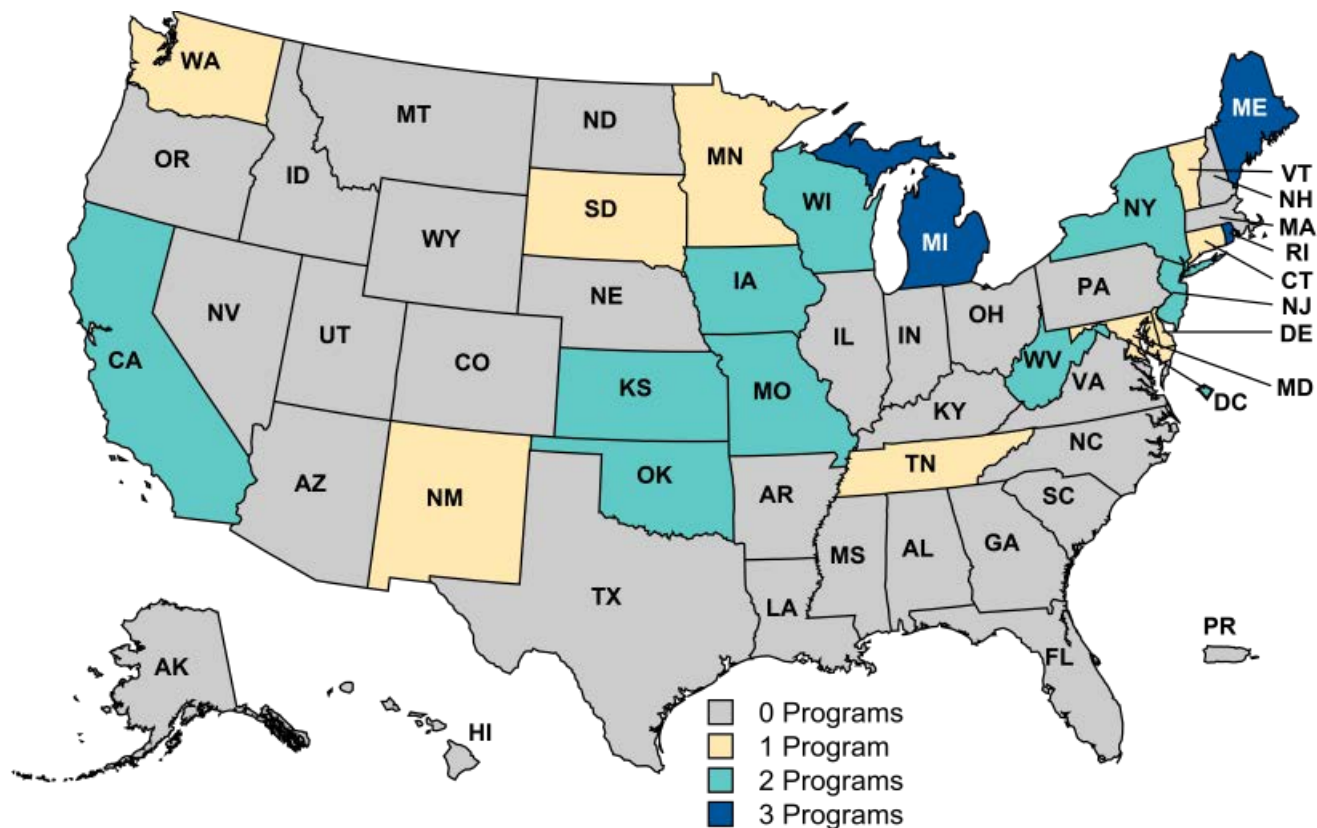 WA
MT
ND
MN
ME
OR
ID
SD
WI
VT
NH
NY
MA
WY
MI
RI
CT
IA
NE
PA
NJ
NV
UT
OH
DE
IL
IN
CA
CO
WV
KS
MO
VA
MD
DC
KY
NC
TN
OK
AZ
NM
AR
SC
MS
AL
GA
TX
LA
PR
AK
FL
HI
0 Programs
1 Program
2 Programs
3 Programs